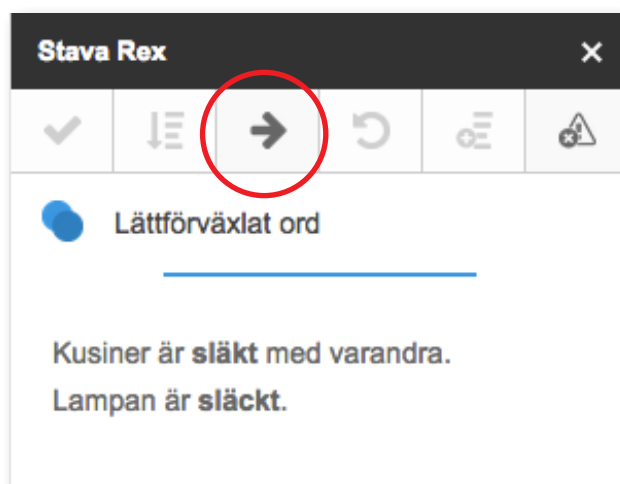 Stava Rex
Lättförväxlat ord
Kusiner är släkt med varandra.
Lampan är släckt.